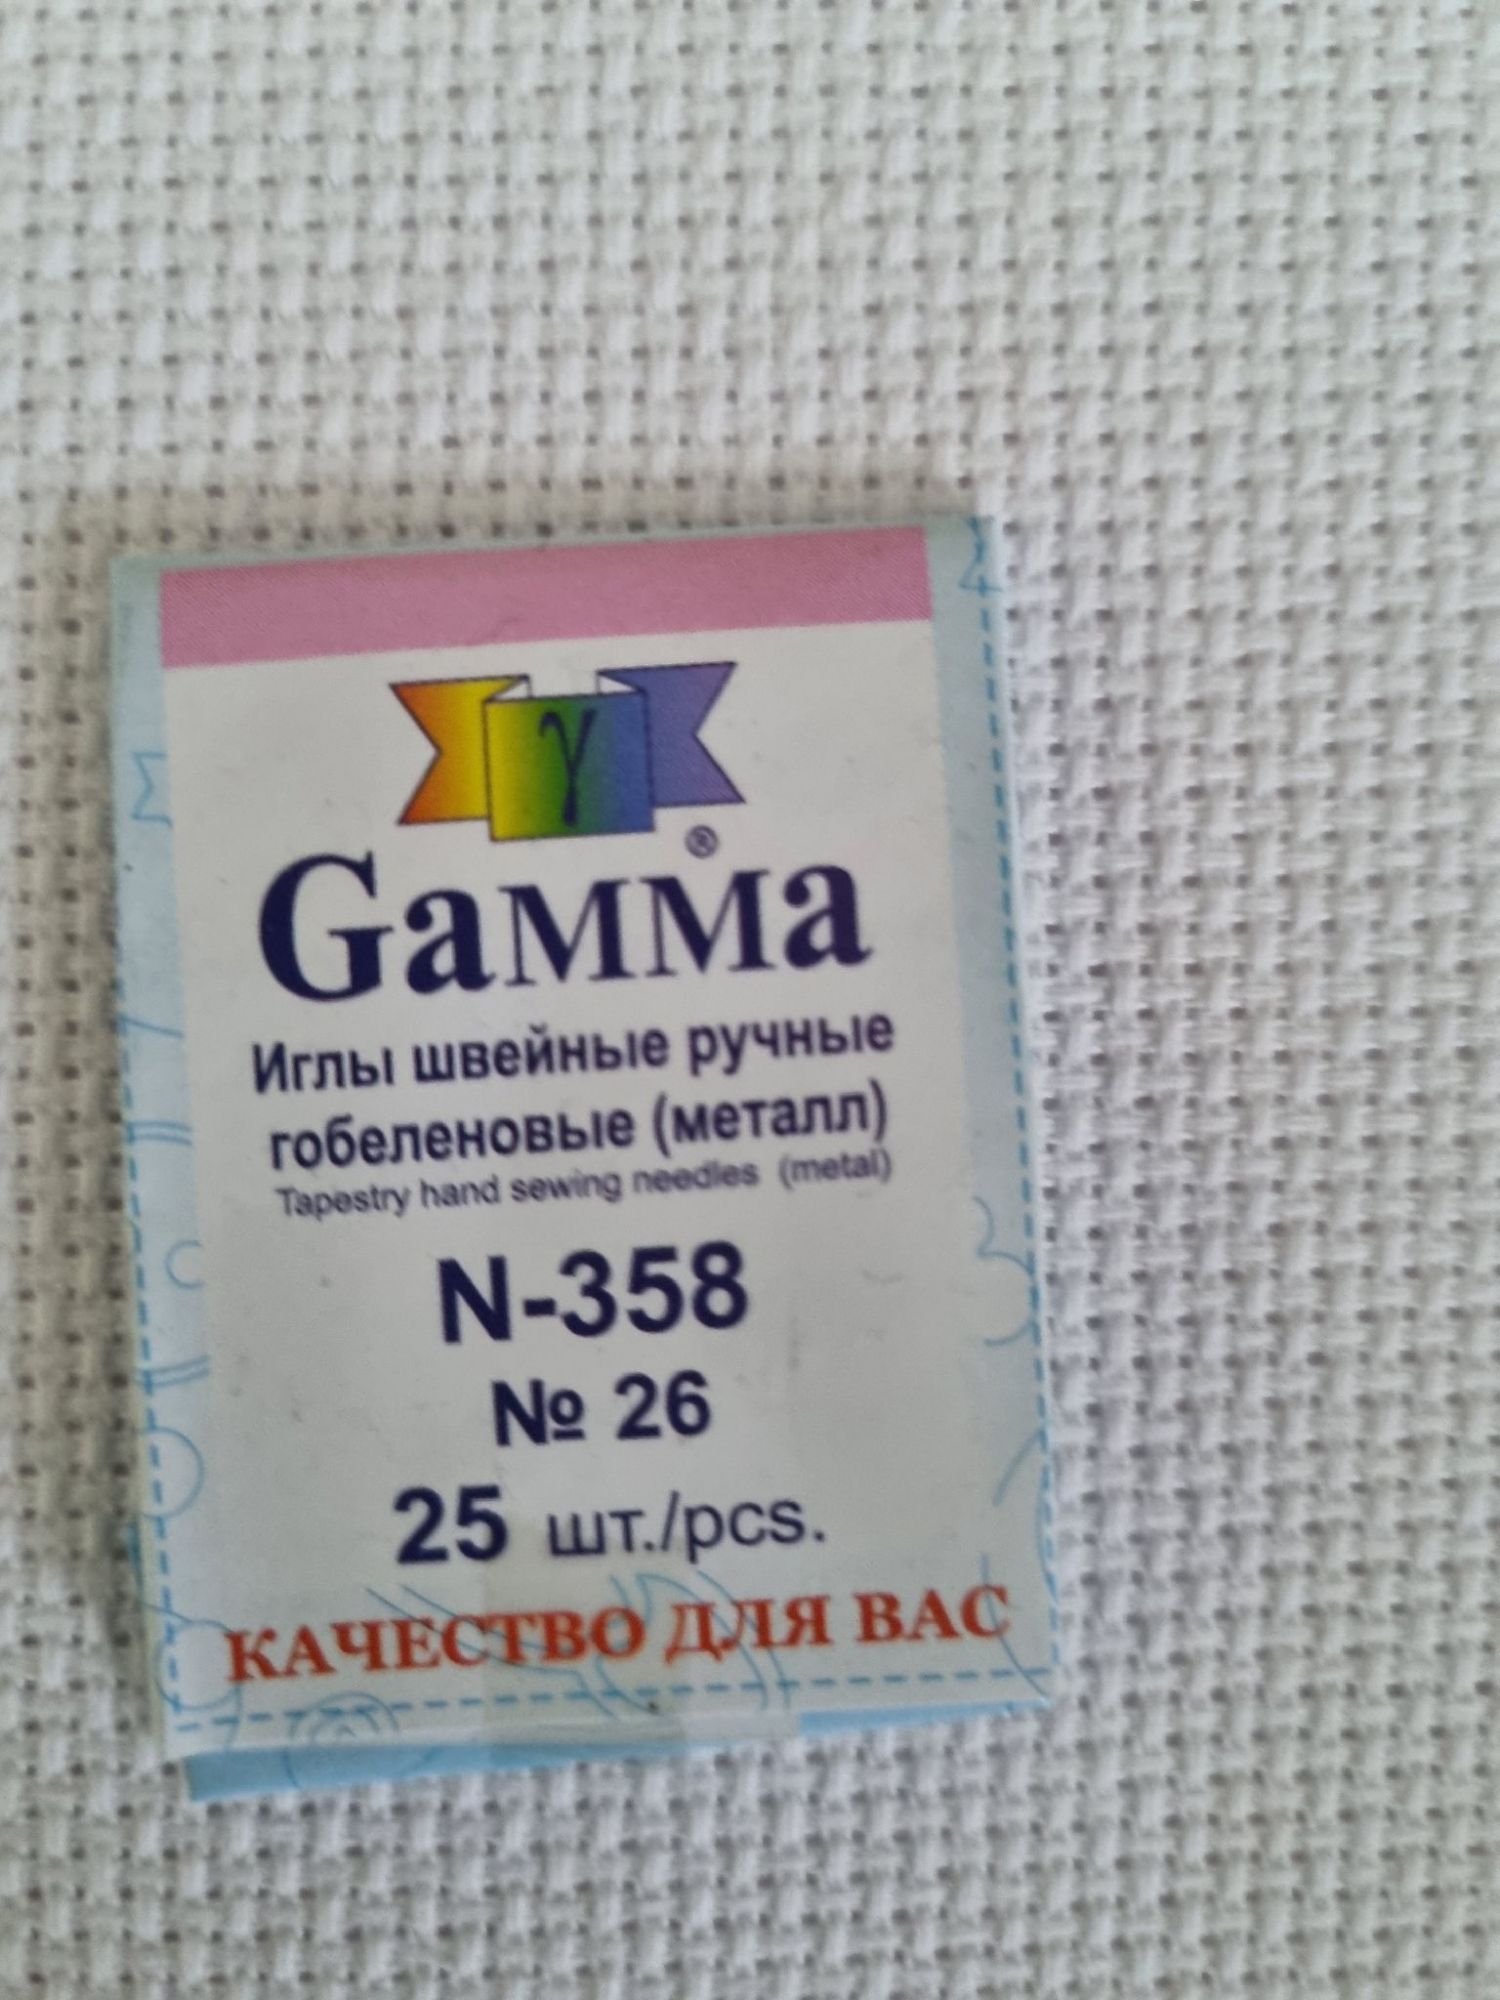 γ
®
Gамма
Иглы швейные ручные
гобеленовые (металл)
Tapestry hand sewing needles (metal)
N-358
№ 26
25 шт./pcs.
КАЧЕСТВО ДЛЯ ВАС